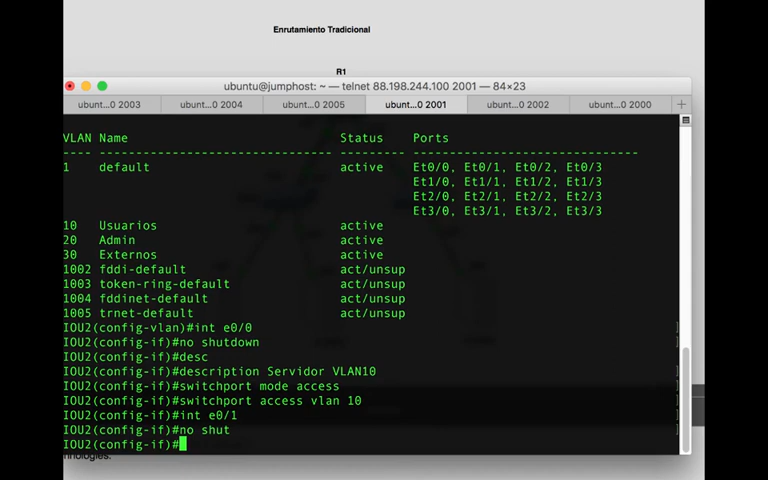 Enrutamiento Tradicional
R1
ubuntu@jumphost: ~ — telnet 88.198.244.100 2001 — 84×23
ubunt...0 2003 ubunt...0 2004 ubunt...0 2005 ubunt...0 2001 ubunt...0 2002 ubunt...0 2000 +
VLAN Name Status Ports
---- -------------------------------- --------- -------------------------------
1 default active Et0/0, Et0/1, Et0/2, Et0/3
Et1/0, Et1/1, Et1/2, Et1/3
Et2/0, Et2/1, Et2/2, Et2/3
Et3/0, Et3/1, Et3/2, Et3/3
10 Usuarios active
20 Admin active
30 Externos active
1002 fddi-default act/unsup
1003 token-ring-default act/unsup
1004 fddinet-default act/unsup
1005 trnet-default act/unsup
IOU2(config-vlan)#int e0/0
IOU2(config-if)#no shutdown
IOU2(config-if)#desc
IOU2(config-if)#description Servidor VLAN10
IOU2(config-if)#switchport mode access
IOU2(config-if)#switchport access vlan 10
IOU2(config-if)#int e0/1
IOU2(config-if)#no shut
IOU2(config-if)#